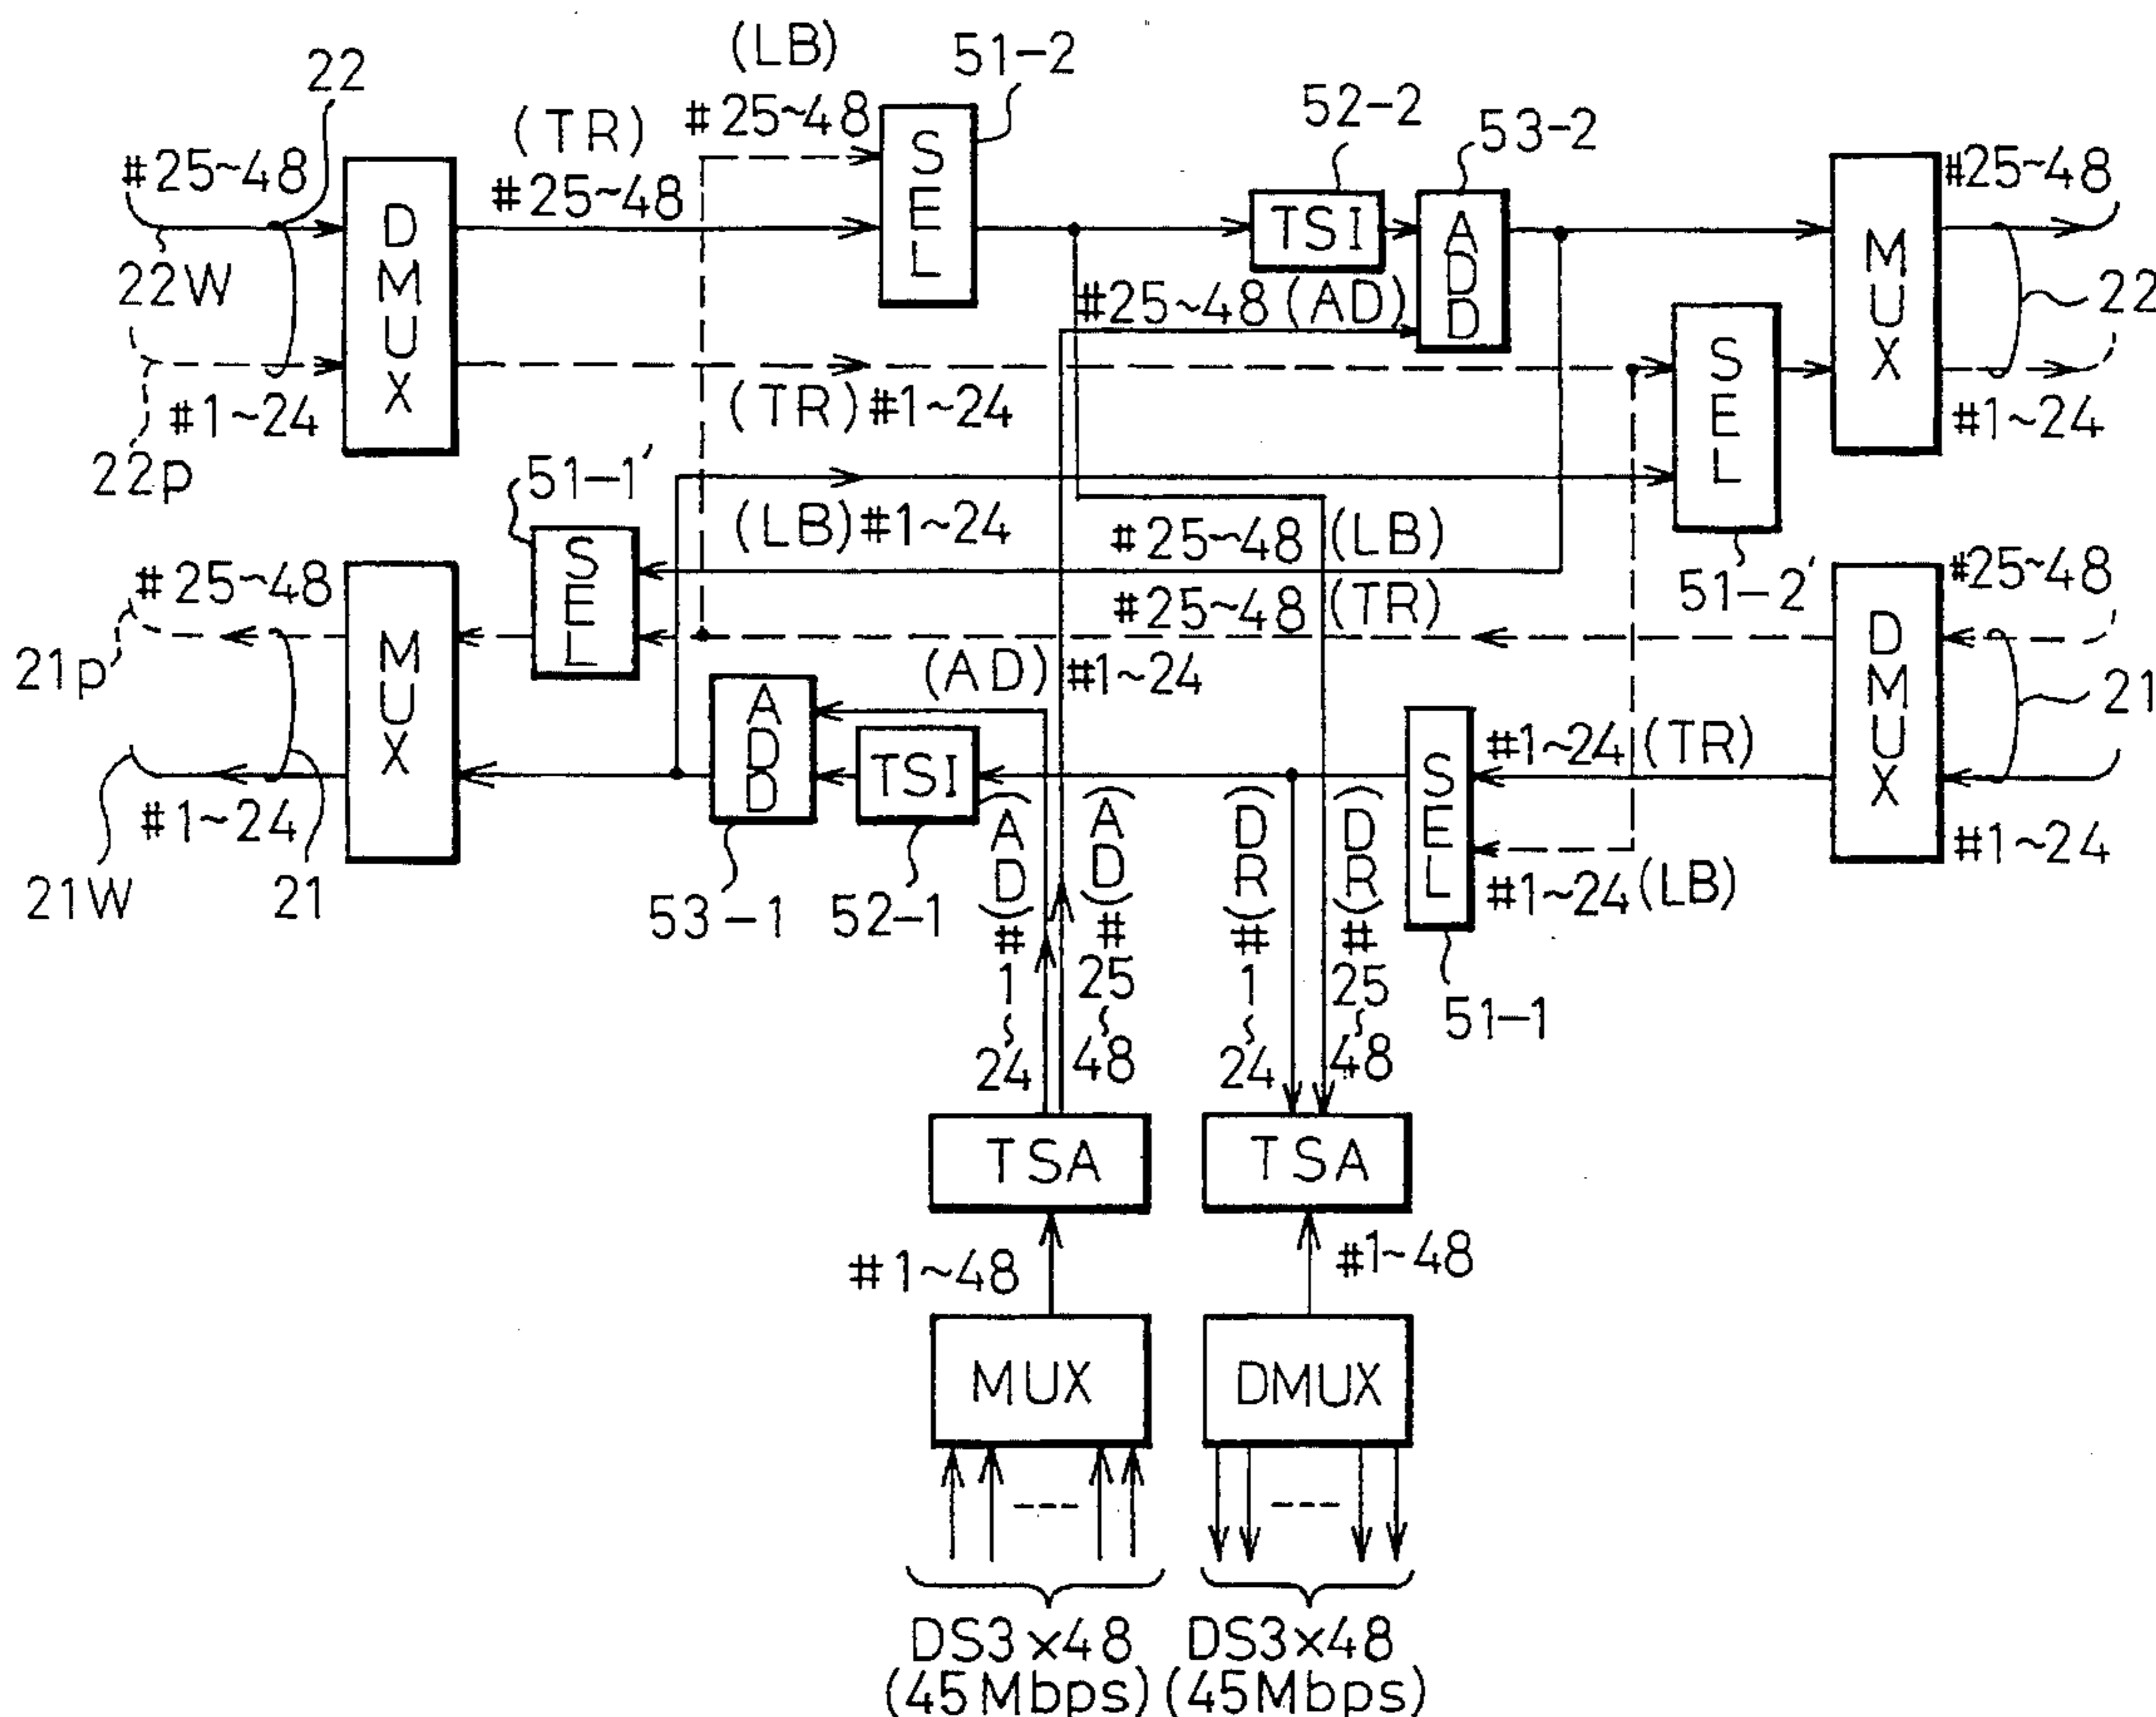 (LB)
51-2
22
(TR)
#25~48
52-2
53-2
#25~48
#25~48
#25~48
SEL
TSI
ADD
DMUX
MUX
22W
#25~48 (AD)
22
SEL
(TR) #1~24
#1~24
#1~24
22p
51-1'
(LB) #1~24
#25~48 (LB)
#25~48
#25~48
SEL
51-2'
#25~48 (TR)
21p
MUX
DMUX
(AD) #1~24
21
ADD
TSI
SEL
#1~24 (TR)
#1~24
#1~24
#1~24 (LB)
21W
21
53-1
52-1
(AD) #1~24
(AD) #25~48
(DR) #1~24
(DR) #25~48
51-1
TSA
TSA
#1~48
#1~48
MUX
DMUX
DS3×48
(45Mbps)
DS3×48
(45Mbps)